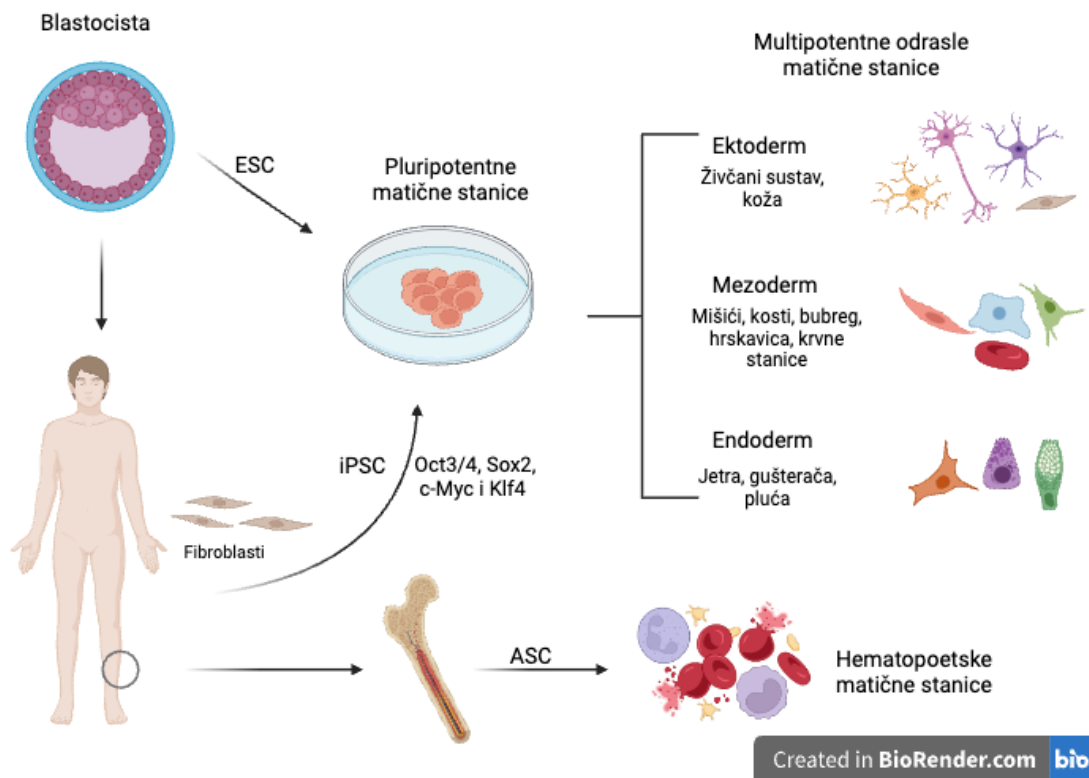 Blastocista
ESC
Pluripotentne
matične stanice
Multipotentne odrasle
matične stanice
Ektoderm
Živčani sustav,
koža
Mezoderm
Mišići, kosti, bubreg,
hrskavica, krvne
stanice
Endoderm
Jetra, gušterača,
pluća
iPSC
Oct3/4, Sox2,
c-Myc i Klf4
Fibroblasti
ASC
Hematopoetske
matične stanice
Created in BioRender.com
bio